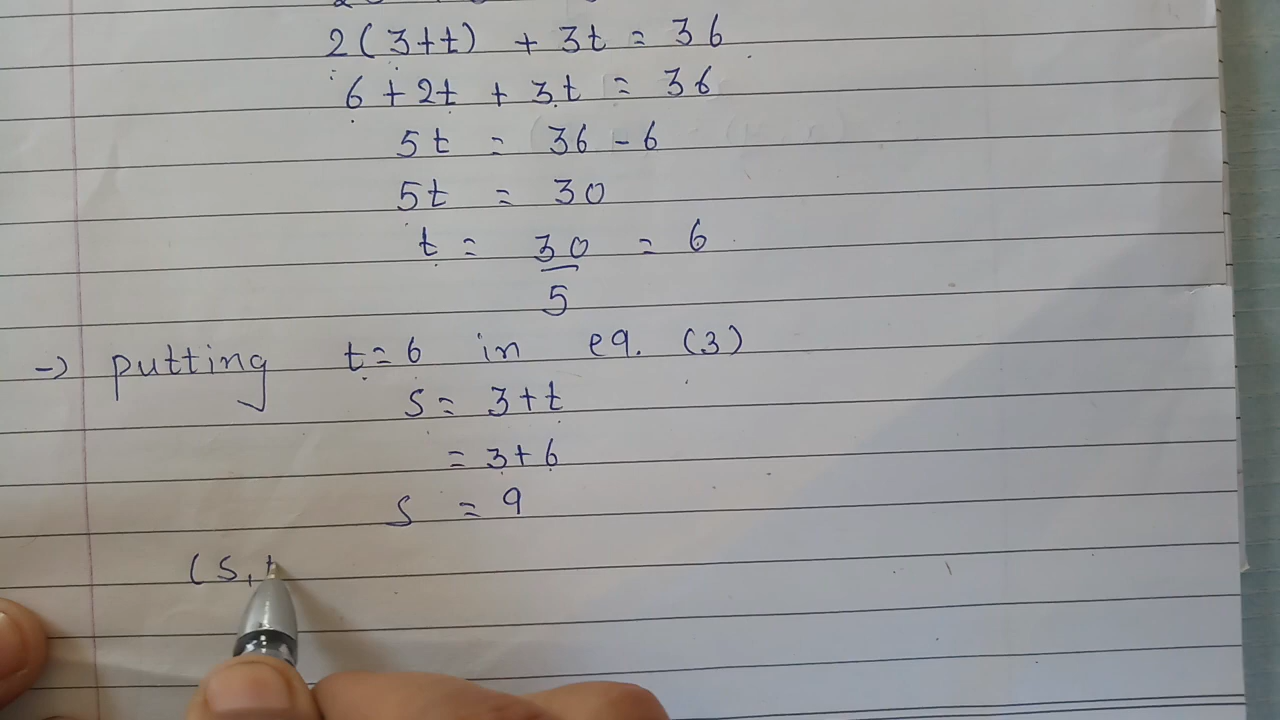 2(3+t) + 3t = 36
6 + 2t + 3t = 36
5t = 36 - 6
5t = 30
t = 30/5 = 6
→ putting t=6 in eq. (3)
s = 3+t
= 3+6
s = 9
(s, t